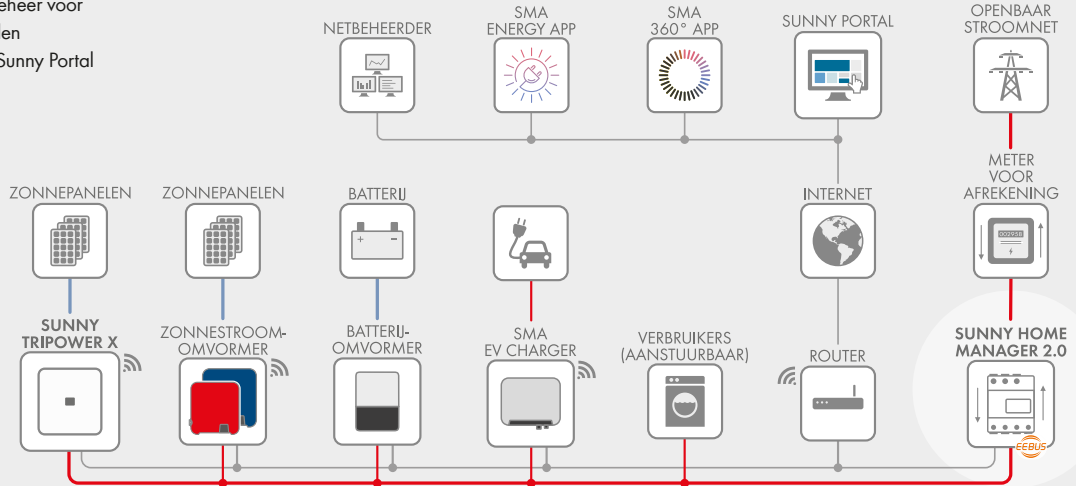 eheer voor
len
Sunny Portal
NETBEHEERDER
SMA
ENERGY APP
SMA
360° APP
SUNNY PORTAL
OPENBAAR
STROOMNET
ZONNEPANELEN
ZONNEPANELEN
BATTERIJ
INTERNET
METER
VOOR
AFREKENING
002958
SUNNY
TRIPOWER X
ZONNESTROOM-
OMVORMER
BATTERIJ-
OMVORMER
SMA
EV CHARGER
VERBRUIKERS
(AANSTUURBAAR)
ROUTER
SUNNY HOME
MANAGER 2.0
EEBUS